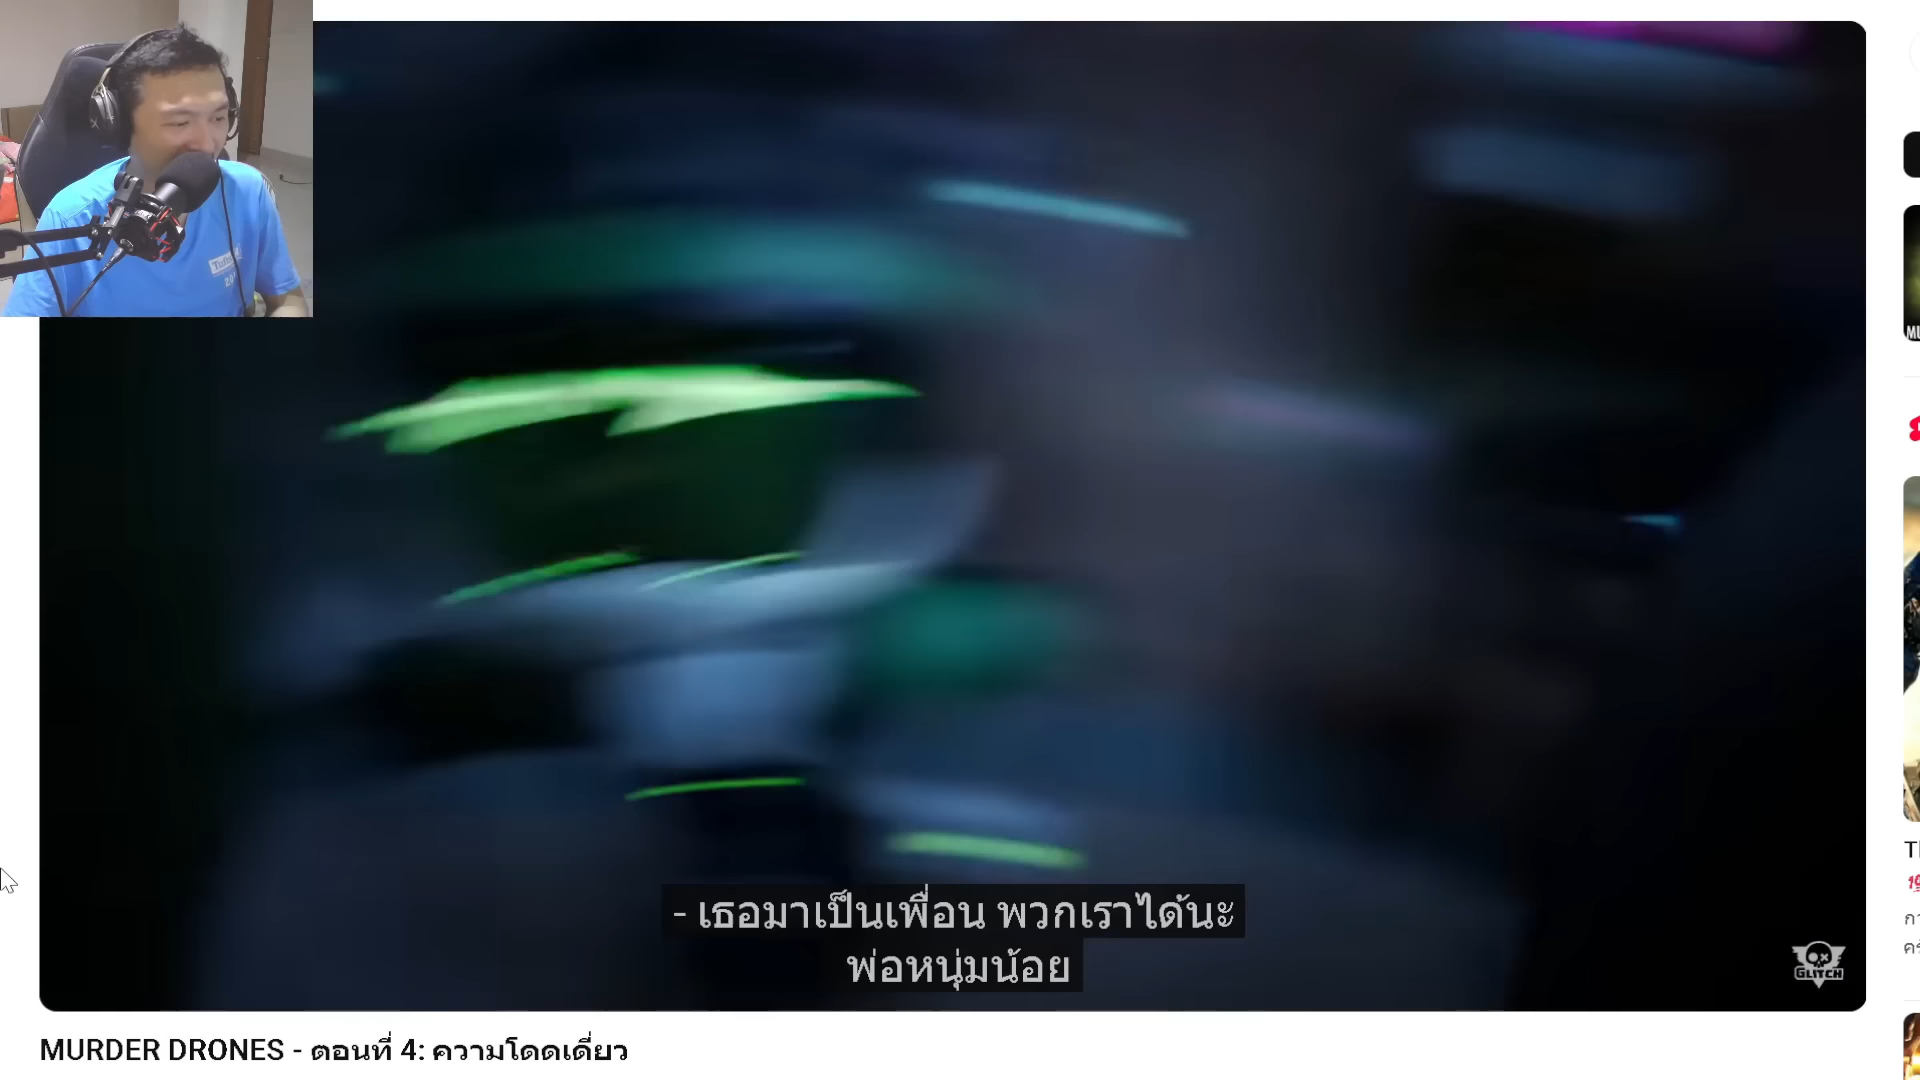 - เธอมาเป็นเพื่อน พวกเราได้นะ
พ่อหนุ่มน้อย
GLITCH
MURDER DRONES - ตอนที่ 4: ความโดดเดี่ยว